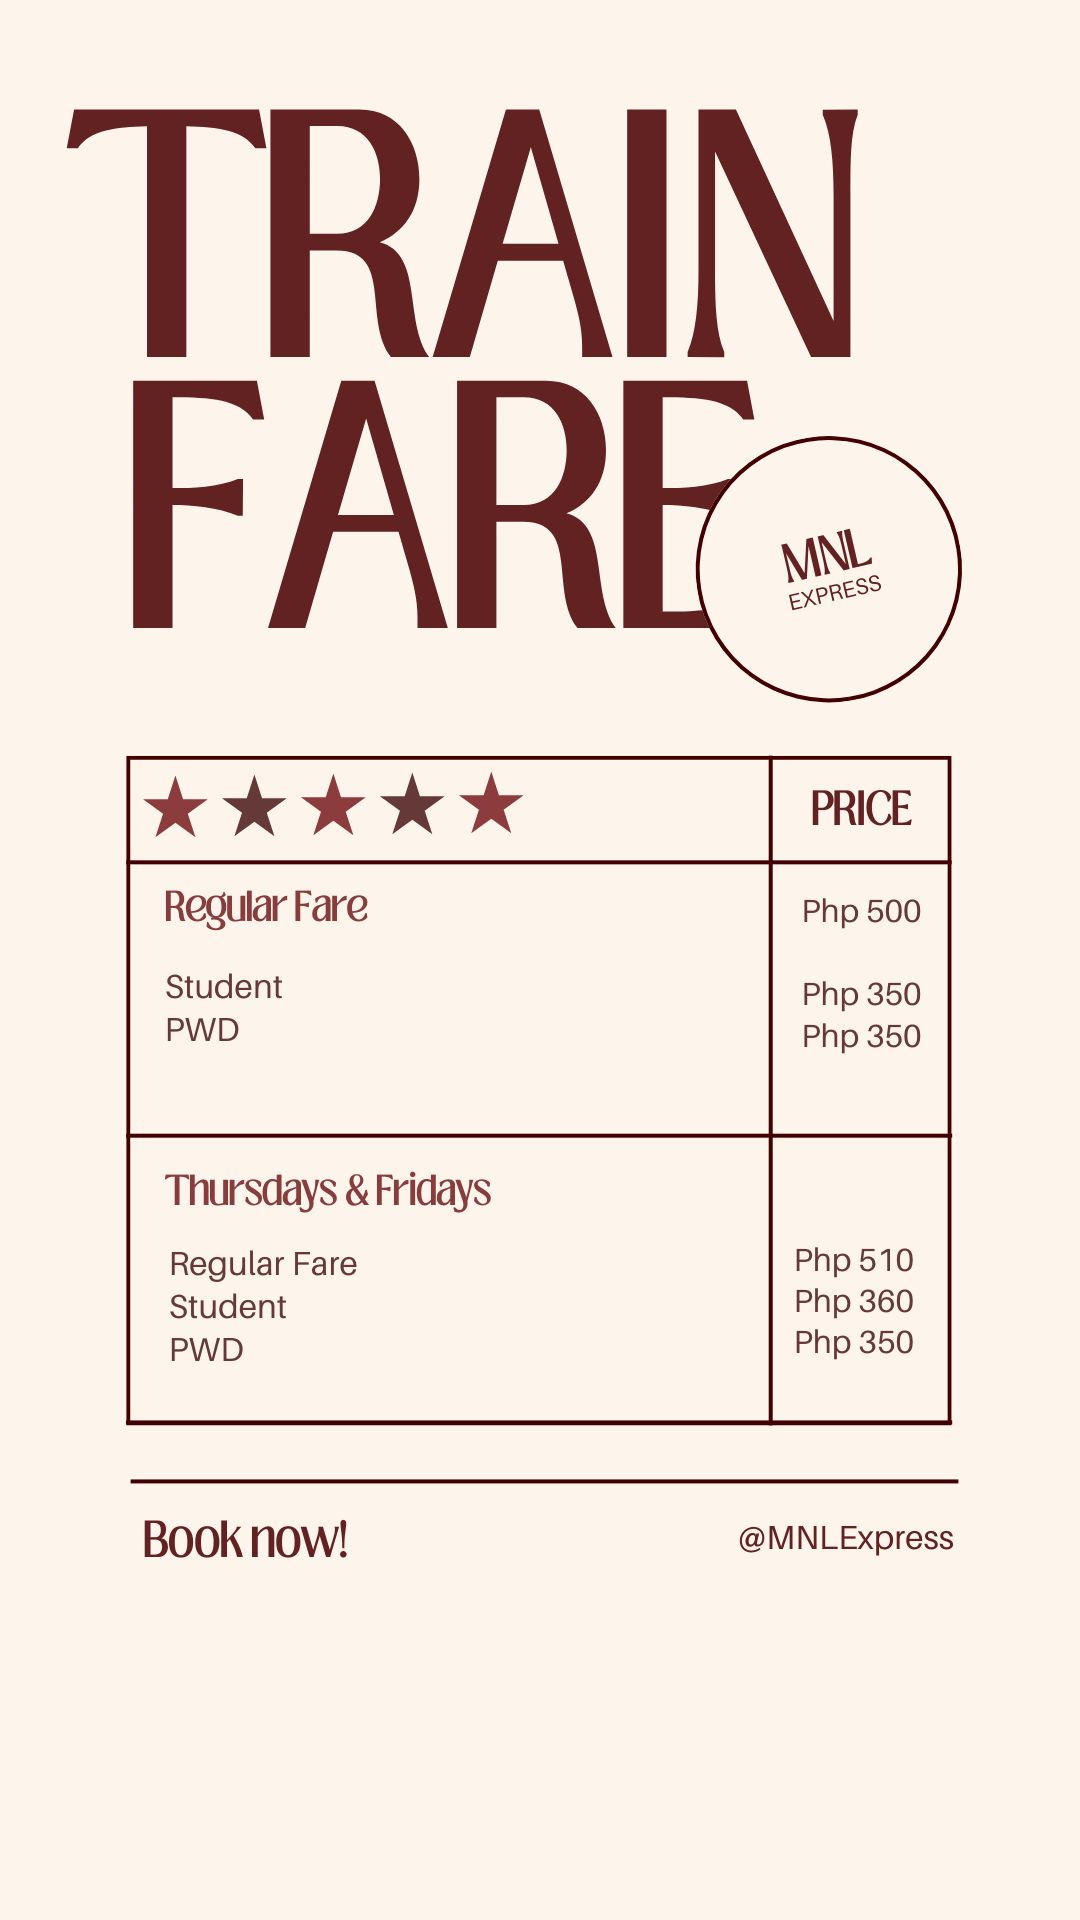 TRAIN
FARE
MNL
EXPRESS
PRICE
Regular Fare
Php 500
Student
Php 350
PWD
Php 350
Thursdays & Fridays
Regular Fare
Php 510
Student
Php 360
PWD
Php 350
Book now!
@MNLExpress